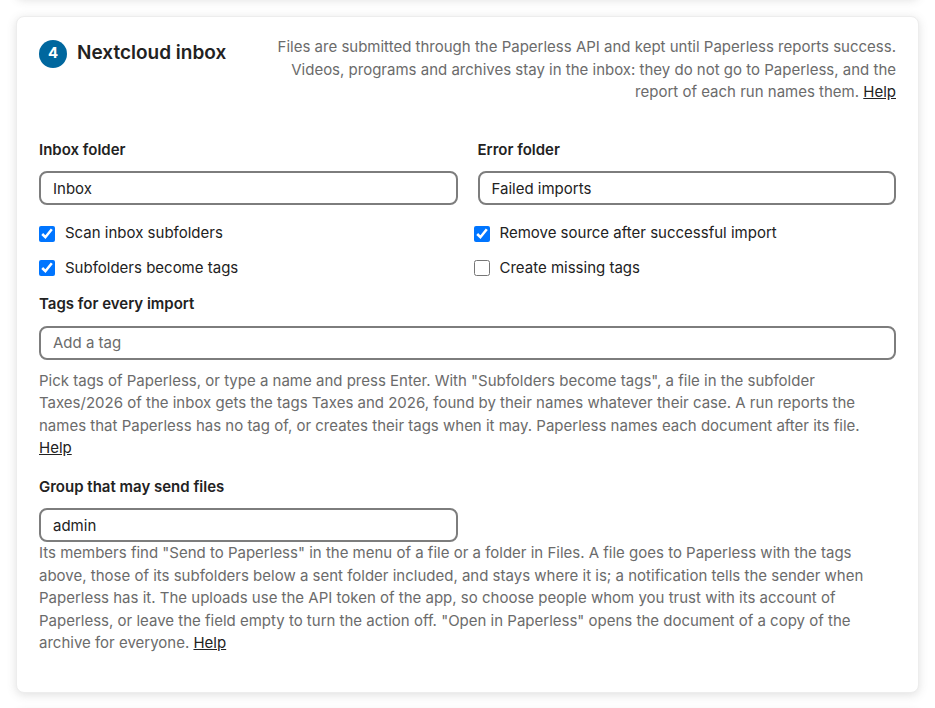 4 Nextcloud inbox
Files are submitted through the Paperless API and kept until Paperless reports success.
Videos, programs and archives stay in the inbox: they do not go to Paperless, and the
report of each run names them. Help
Inbox folder
Inbox
Error folder
Failed imports
Scan inbox subfolders
Remove source after successful import
Subfolders become tags
Create missing tags
Tags for every import
Add a tag
Pick tags of Paperless, or type a name and press Enter. With "Subfolders become tags", a file in the subfolder
Taxes/2026 of the inbox gets the tags Taxes and 2026, found by their names whatever their case. A run reports the
names that Paperless has no tag of, or creates their tags when it may. Paperless names each document after its file.
Help
Group that may send files
admin
Its members find "Send to Paperless" in the menu of a file or a folder in Files. A file goes to Paperless with the tags
above, those of its subfolders below a sent folder included, and stays where it is; a notification tells the sender when
Paperless has it. The uploads use the API token of the app, so choose people whom you trust with its account of
Paperless, or leave the field empty to turn the action off. "Open in Paperless" opens the document of a copy of the
archive for everyone. Help